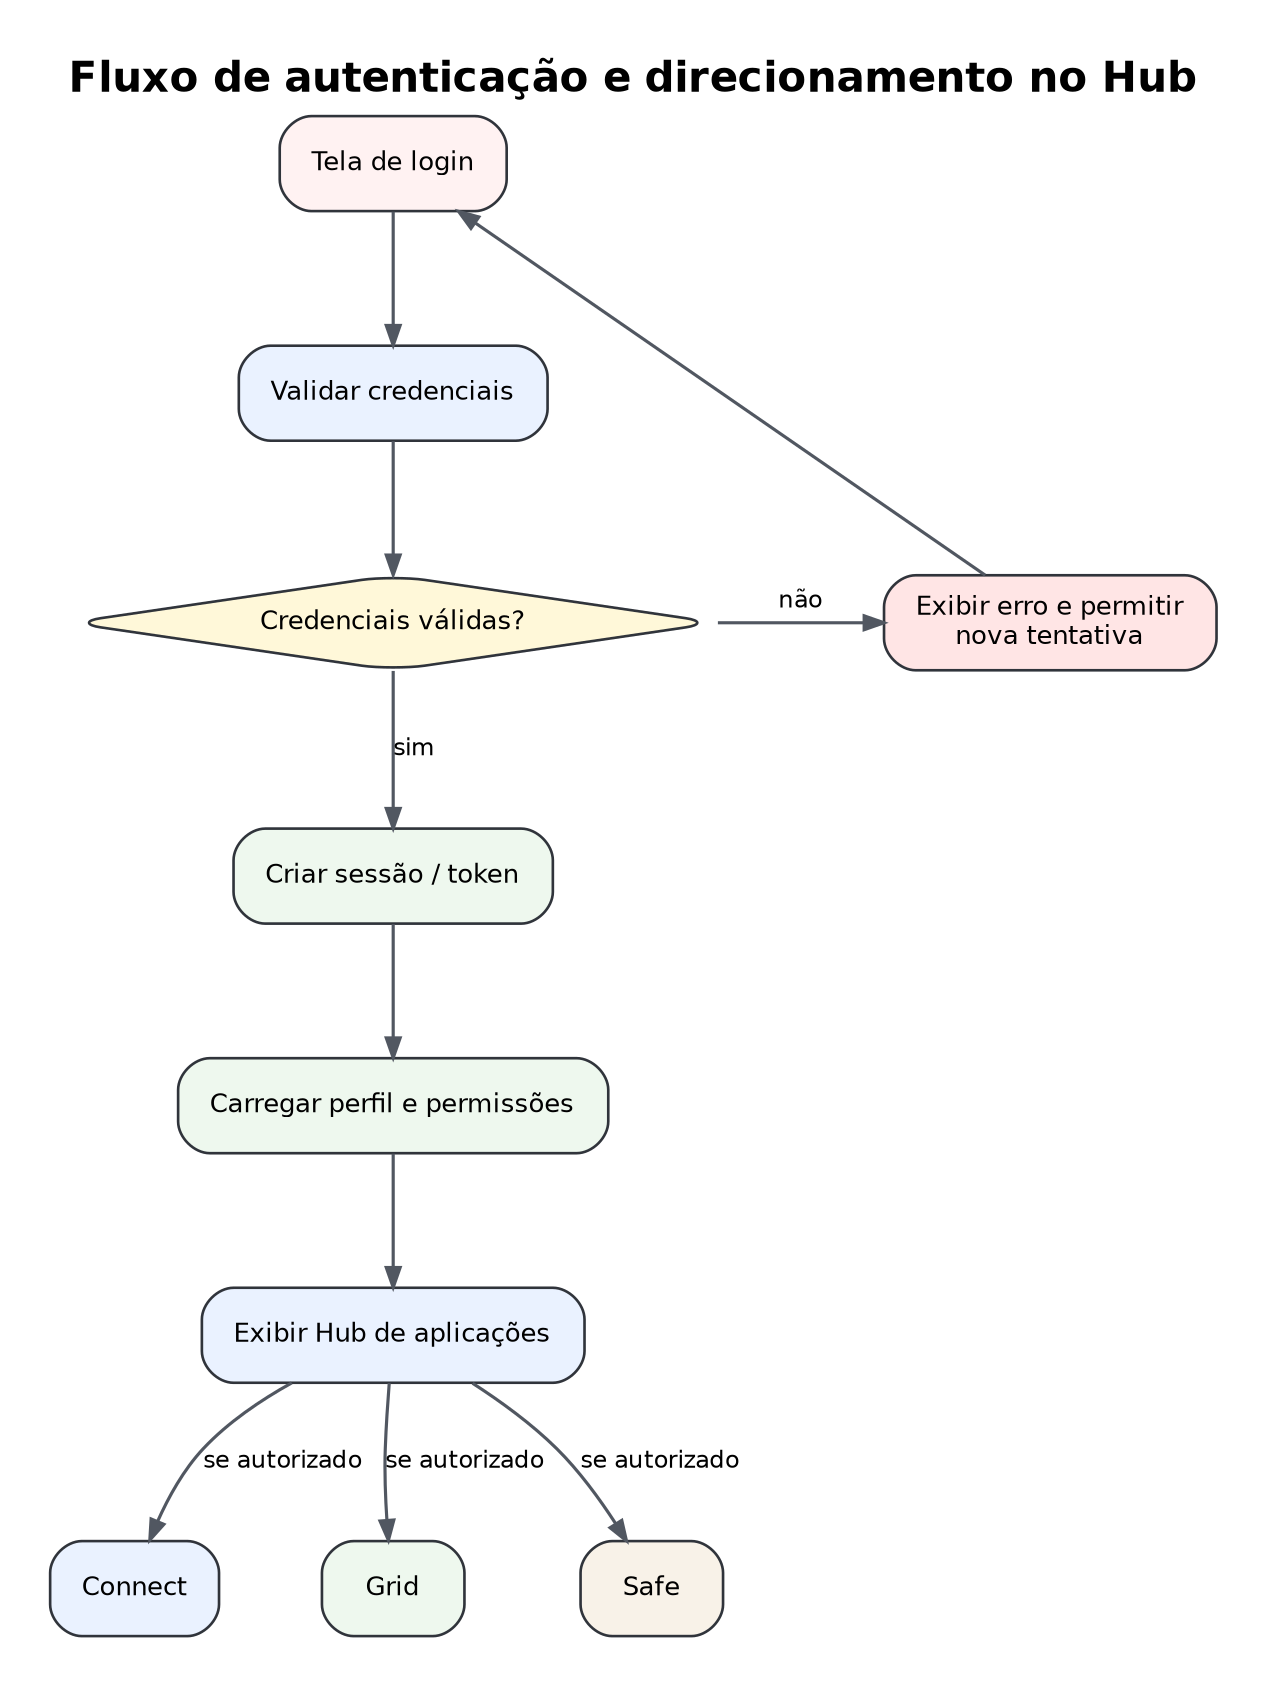 Fluxo de autenticação e direcionamento no Hub
Tela de login
Validar credenciais
Credenciais válidas?
não
Exibir erro e permitir
nova tentativa
sim
Criar sessão / token
Carregar perfil e permissões
Exibir Hub de aplicações
se autorizado
se autorizado
se autorizado
Connect
Grid
Safe